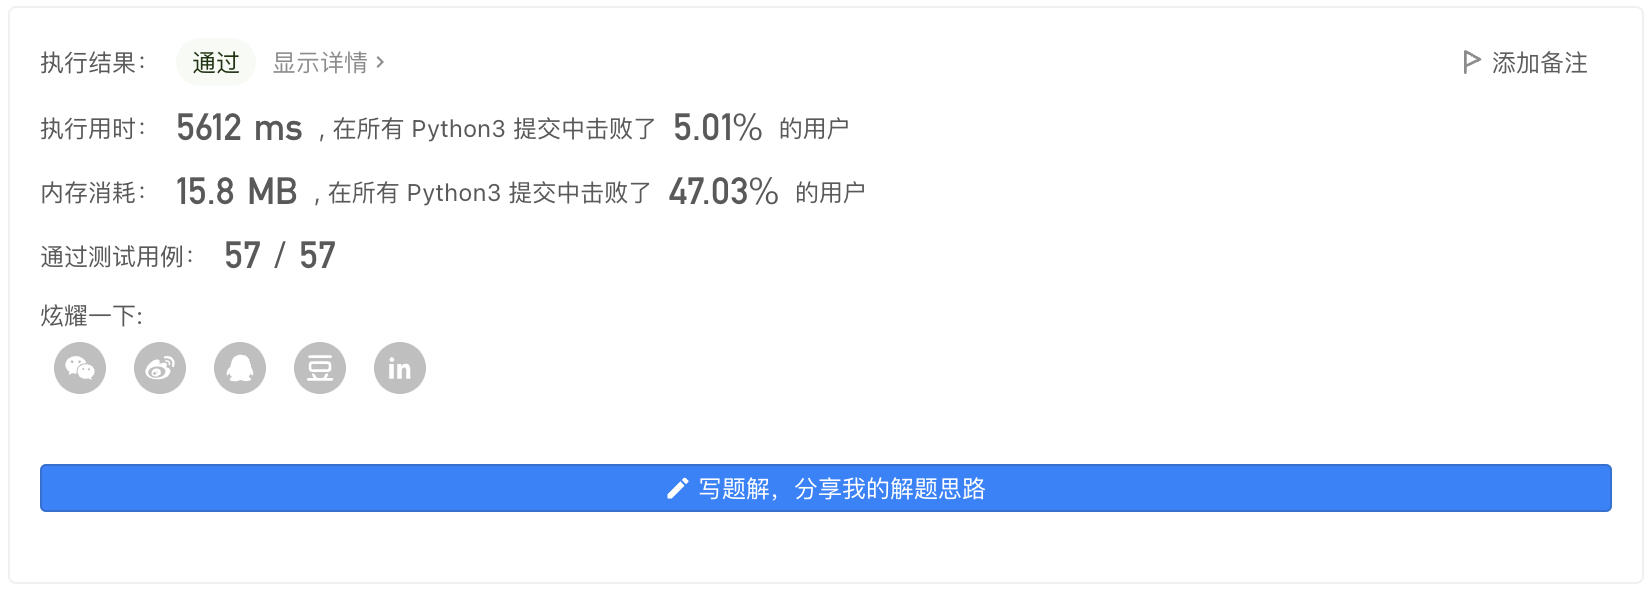 执行结果： 通过 显示详情 > 添加备注
执行用时： 5612 ms , 在所有 Python3 提交中击败了 5.01% 的用户
内存消耗： 15.8 MB , 在所有 Python3 提交中击败了 47.03% 的用户
通过测试用例： 57 / 57
炫耀一下:
豆 in
写题解，分享我的解题思路